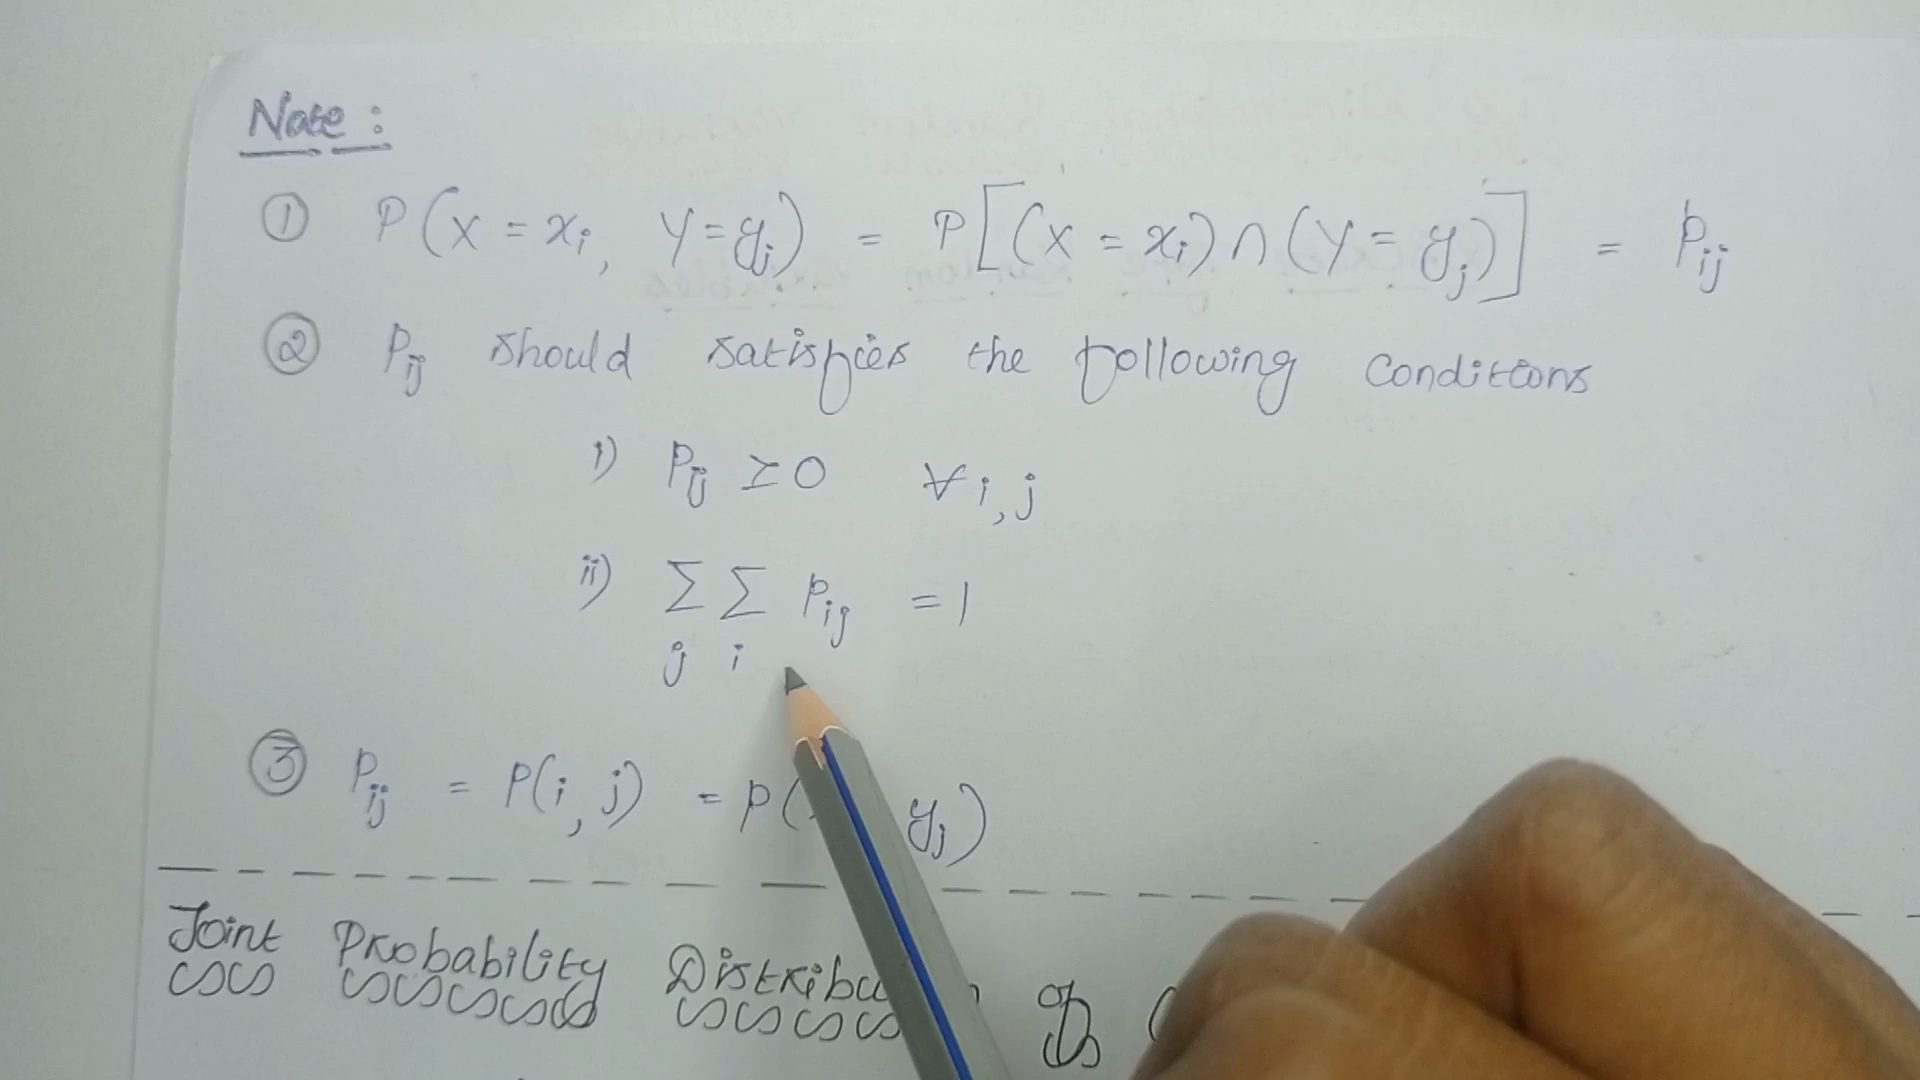 Note :
① P(X = xi, Y = yj) = P[(X = xi) ∩ (Y = yj)] = Pij
② Pij should satisfies the following conditions
i) Pij ≥ 0 ∀ i, j
ii) Σ Σ Pij = 1
j i
③ Pij = P(i, j) = P( yj)
Joint Probability of (